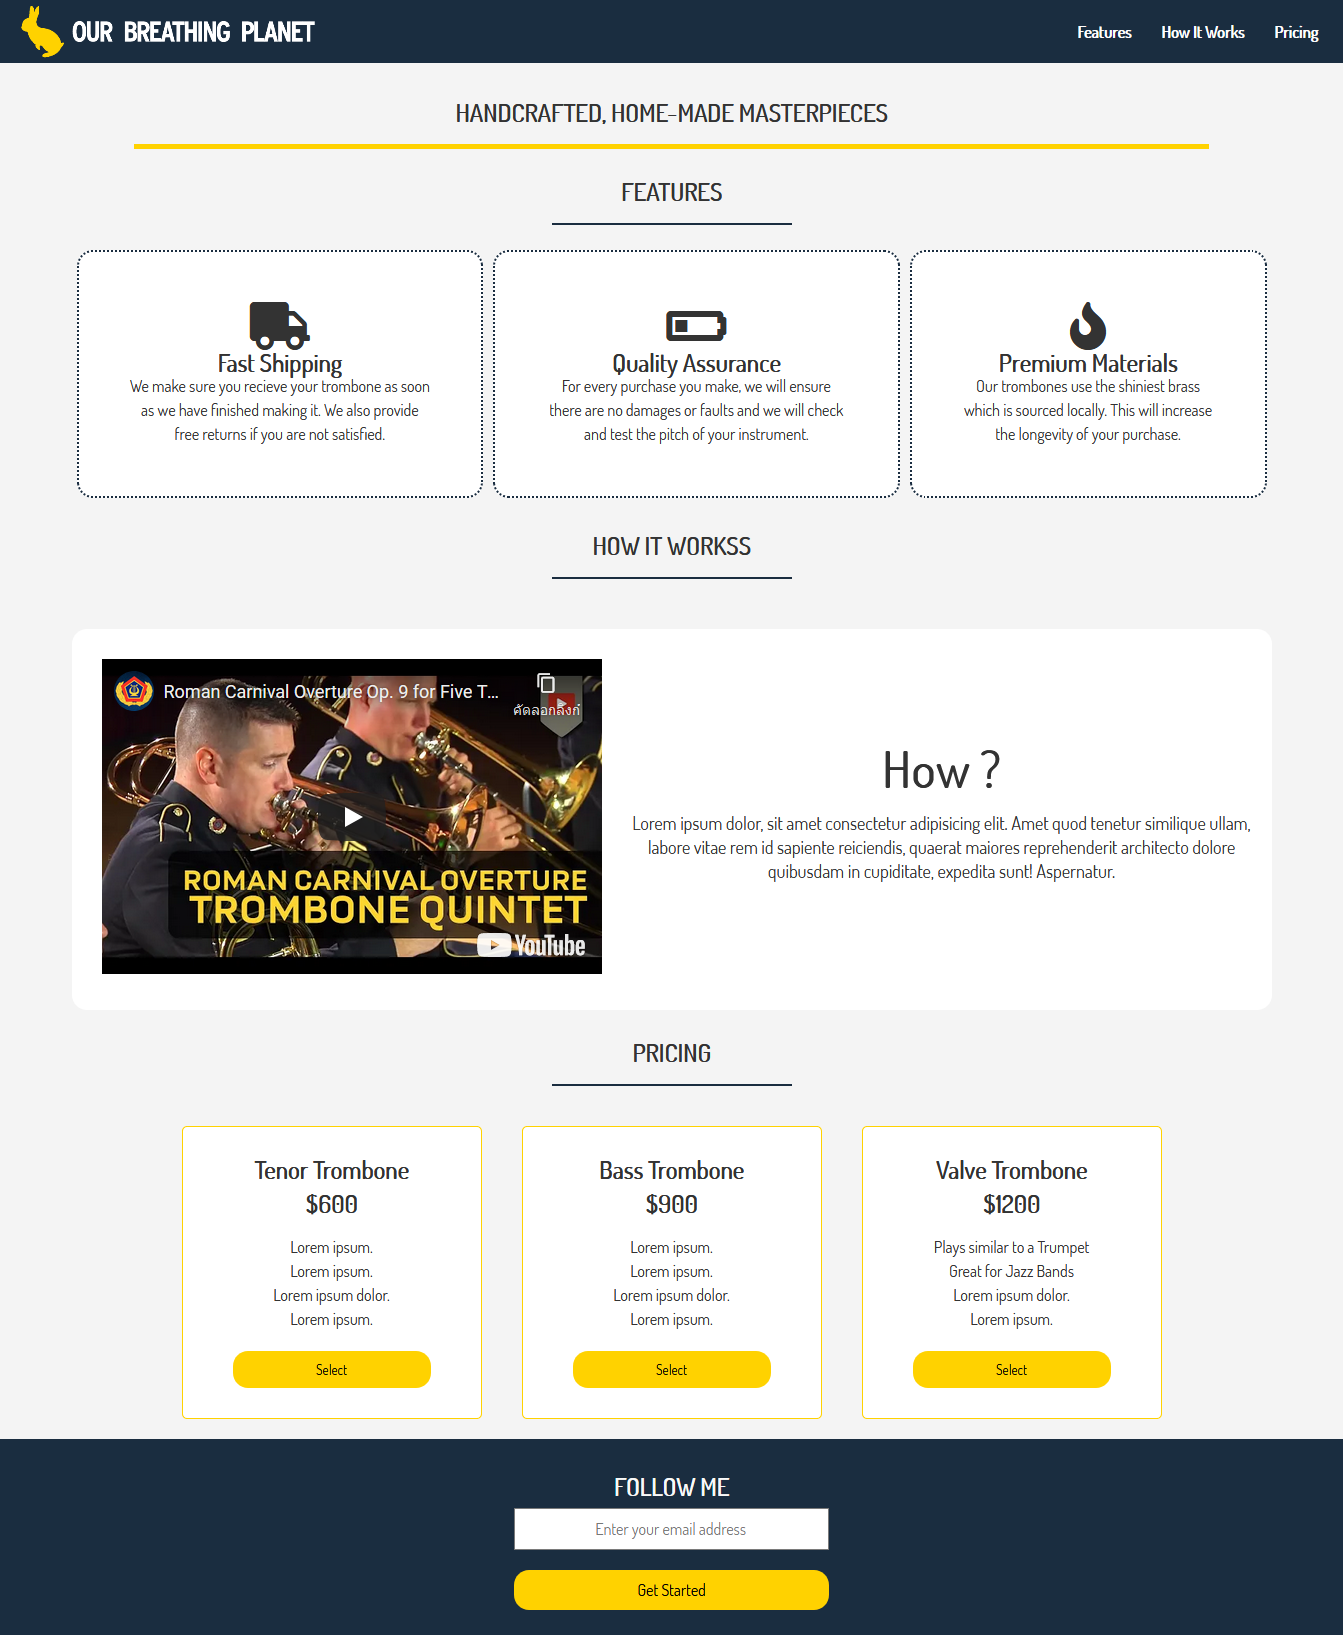 OUR BREATHING PLANET
Features
How It Works
Pricing
HANDCRAFTED, HOME-MADE MASTERPIECES
FEATURES
Fast Shipping
We make sure you recieve your trombone as soon
as we have finished making it. We also provide
free returns if you are not satisfied.
Quality Assurance
For every purchase you make, we will ensure
there are no damages or faults and we will check
and test the pitch of your instrument.
Premium Materials
Our trombones use the shiniest brass
which is sourced locally. This will increase
the longevity of your purchase.
HOW IT WORKSS
Roman Carnival Overture Op. 9 for Five T...
คัดลอกลิงก์
ROMAN CARNIVAL OVERTURE
TROMBONE QUINTET
YouTube
How ?
Lorem ipsum dolor, sit amet consectetur adipisicing elit. Amet quod tenetur similique ullam,
labore vitae rem id sapiente reiciendis, quaerat maiores reprehenderit architecto dolore
quibusdam in cupiditate, expedita sunt! Aspernatur.
PRICING
Tenor Trombone
$600
Lorem ipsum.
Lorem ipsum.
Lorem ipsum dolor.
Lorem ipsum.
Select
Bass Trombone
$900
Lorem ipsum.
Lorem ipsum.
Lorem ipsum dolor.
Lorem ipsum.
Select
Valve Trombone
$1200
Plays similar to a Trumpet
Great for Jazz Bands
Lorem ipsum dolor.
Lorem ipsum.
Select
FOLLOW ME
Enter your email address
Get Started